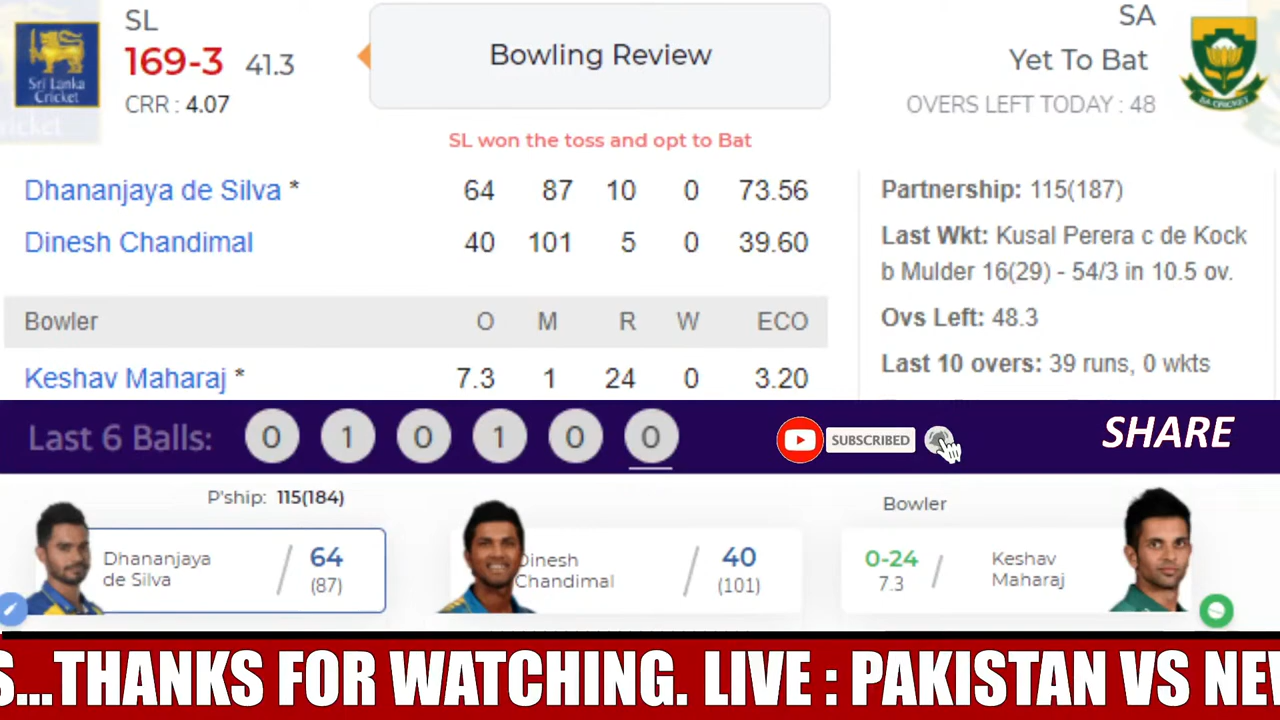 SL
169-3 41.3
CRR : 4.07
Sri Lanka
Cricket
Bowling Review
SL won the toss and opt to Bat
SA
Yet To Bat
OVERS LEFT TODAY : 48
SA CRICKET
Dhananjaya de Silva * 64 87 10 0 73.56
Dinesh Chandimal 40 101 5 0 39.60
Bowler O M R W ECO
Keshav Maharaj * 7.3 1 24 0 3.20
Partnership: 115(187)
Last Wkt: Kusal Perera c de Kock
b Mulder 16(29) - 54/3 in 10.5 ov.
Ovs Left: 48.3
Last 10 overs: 39 runs, 0 wkts
Last 6 Balls: 0 1 0 1 0 0
SUBSCRIBED
SHARE
P'ship: 115(184)
Dhananjaya
de Silva
64
(87)
Dinesh
Chandimal
40
(101)
Bowler
0-24
7.3
Keshav
Maharaj
S...THANKS FOR WATCHING. LIVE : PAKISTAN VS NE